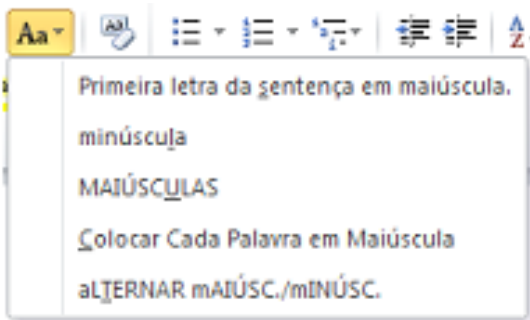 Aa
Primeira letra da sentença em maiúscula.
minúscula
MAIÚSCULAS
Colocar Cada Palavra em Maiúscula
aLTERNAR mAIÚSC./mINÚSC.